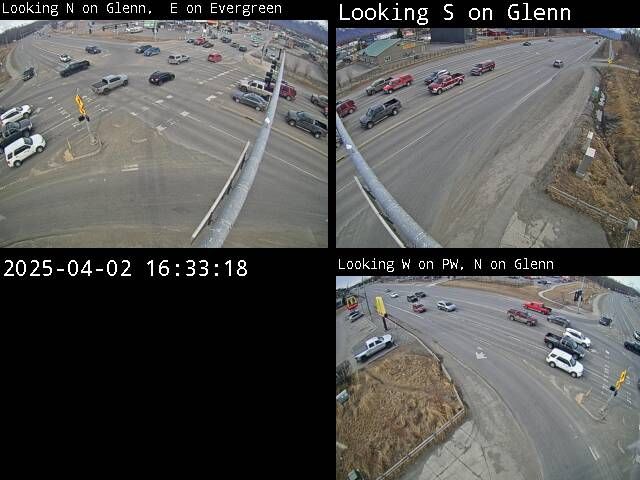 Looking N on Glenn, E on Evergreen
Looking S on Glenn
2025-04-02 16:33:18
Looking W on PW, N on Glenn